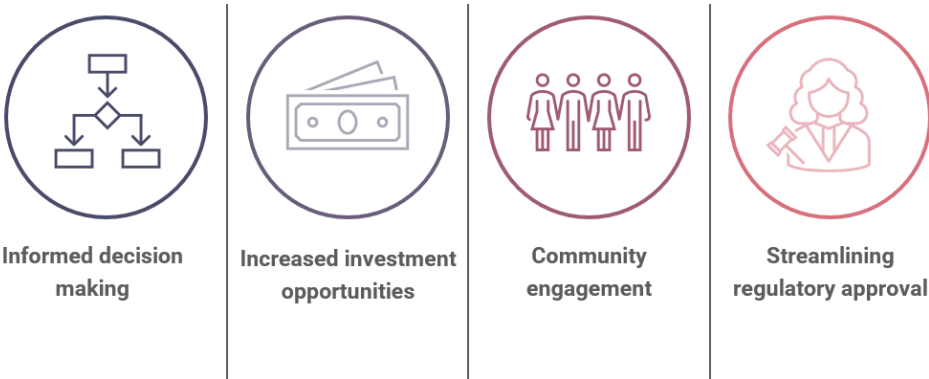 Informed decision
making
Increased investment
opportunities
Community
engagement
Streamlining
regulatory approval